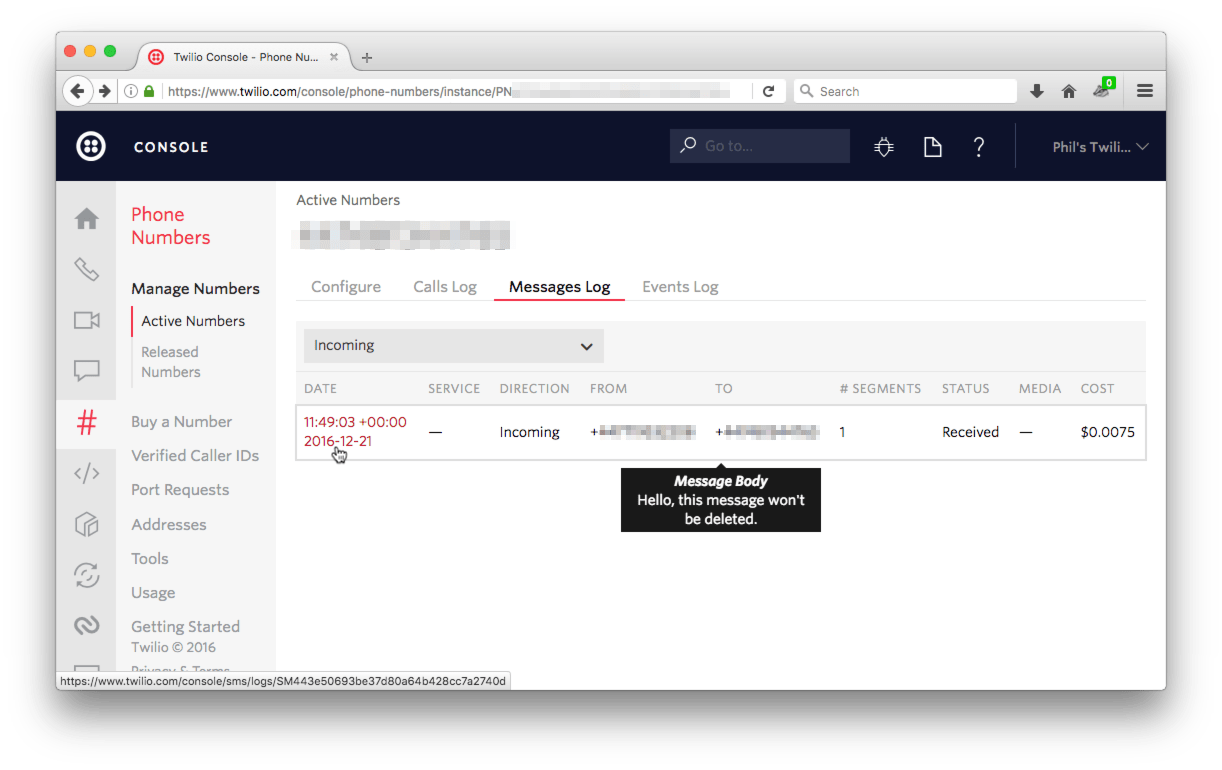 Twilio Console - Phone Nu...
https://www.twilio.com/console/phone-numbers/instance/PN
Search
0
CONSOLE
Go to...
Phil's Twili...
Phone
Numbers
Manage Numbers
Active Numbers
Released
Numbers
Buy a Number
Verified Caller IDs
Port Requests
Addresses
Tools
Usage
Getting Started
Twilio © 2016
Privacy & Terms
Active Numbers
Configure
Calls Log
Messages Log
Events Log
Incoming
DATE SERVICE DIRECTION FROM TO # SEGMENTS STATUS MEDIA COST
11:49:03 +00:00
2016-12-21
— Incoming + + 1 Received — $0.0075
Message Body
Hello, this message won't
be deleted.
https://www.twilio.com/console/sms/logs/SM443e50693be37d80a64b428cc7a2740d